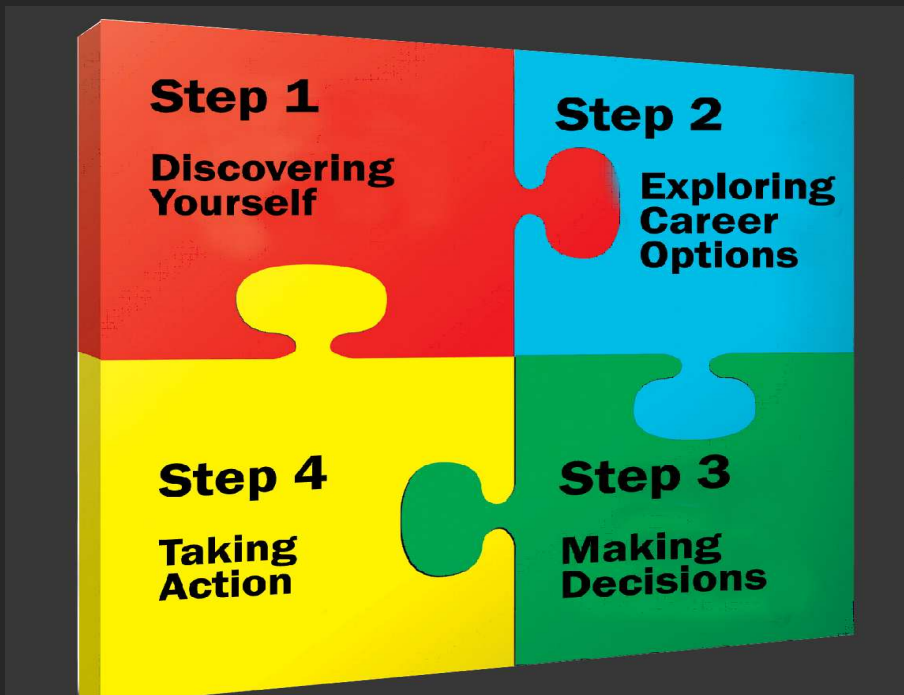 Step 1
Discovering
Yourself
Step 2
Exploring
Career
Options
Step 3
Making
Decisions
Step 4
Taking
Action